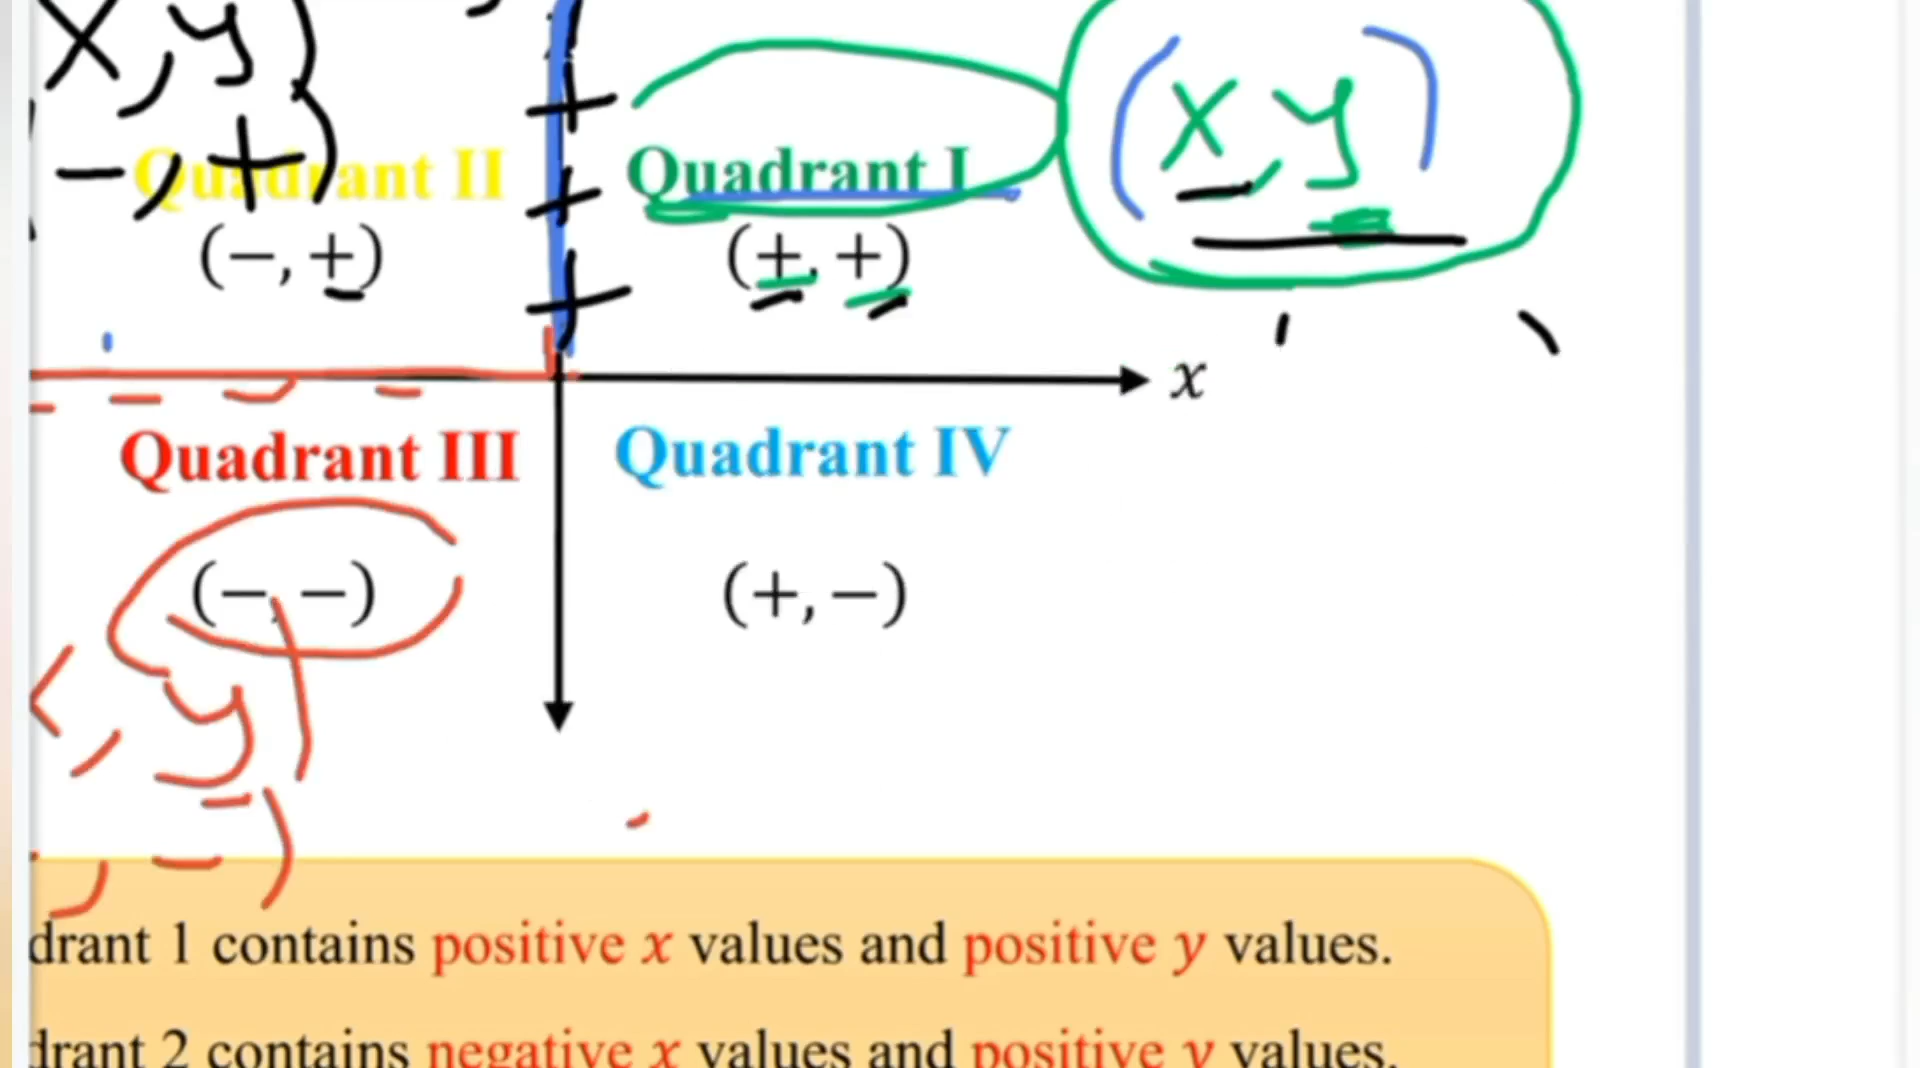 x, y)
(x, y)
-, +)
Quadrant II
Quadrant I
(−, +)
(+, +)
x
Quadrant III
Quadrant IV
(−, −)
(+, −)
, y)
, −)
drant 1 contains positive x values and positive y values.
drant 2 contains negative x values and positive y values.